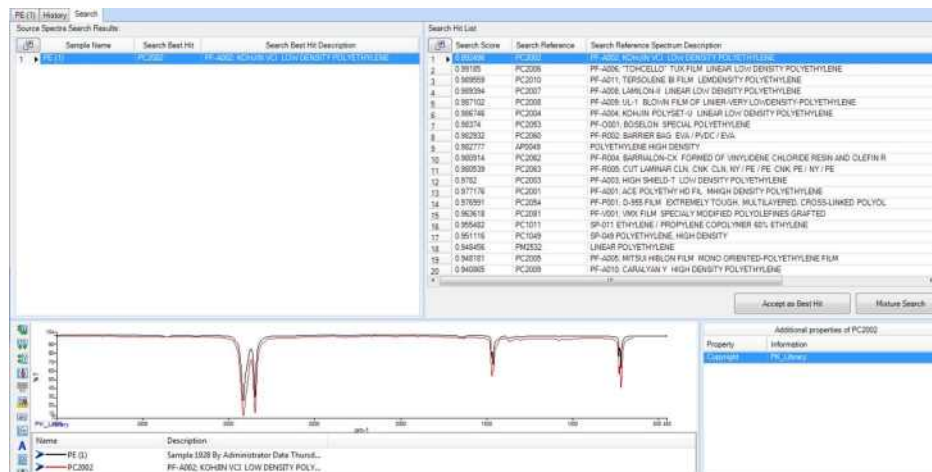 PE (1) History Search
Source Spectra Search Results:
Sample Name Search Best Hit Search Best Hit Description
1 PE (1) PC2002 PF-A002; KOHJIN VCI LOW DENSITY POLYETHYLENE
Search Hit List
Search Score Search Reference Search Reference Spectrum Description
1 PC2002 PF-A002; KOHJIN VCI LOW DENSITY POLYETHYLENE
2 0.99185 PC2006 PF-A006; "TOHCELLO" TUX FILM LINEAR LOW DENSITY POLYETHYLENE
3 0.989559 PC2010 PF-A011; TERSOLENE BI FILM LEMDENSITY POLYETHYLENE
4 0.989394 PC2007 PF-A008; LAMILON-II LINEAR LOW DENSITY POLYETHYLENE
5 0.987102 PC2008 PF-A009; UL-1 BLOWN FILM OF LINIER-VERY LOWDENSITY-POLYETHYLENE
6 0.986746 PC2004 PF-A004; KOHJIN POLYSET-U LINEAR LOW DENSITY POLYETHYLENE
7 0.98374 PC2053 PF-O001; BOSELON SPECIAL POLYETHYLENE
8 0.982932 PC2060 PF-R002; BARRIER BAG EVA / PVDC / EVA
9 0.982777 AP0049 POLYETHYLENE HIGH DENSITY
10 0.980914 PC2062 PF-R004; BARRIALON-CX FORMED OF VINYLIDENE CHLORIDE RESIN AND OLEFIN R
11 0.980539 PC2063 PF-R005; CUT LAMINAR CLN, CNK CLN, NY / PE / PE CNK PE / NY / PE
12 0.9782 PC2003 PF-A003; HIGH SHIELD-T LOW DENSITY POLYETHYLENE
13 0.977176 PC2001 PF-A001; ACE POLYETHY HD FIL, MHIGH DENSITY POLYETHYLENE
14 0.976991 PC2054 PF-P001; D-955 FILM EXTREMELY TOUGH, MULTILAYERED, CROSS-LINKED POLYOL
15 0.963618 PC2081 PF-V001; VMX FILM SPECIALY MODIFIED POLYOLEFINES GRAFTED
16 0.955482 PC1011 SP-011 ETHYLENE / PROPYLENE COPOLYMER 60% ETHYLENE
17 0.951116 PC1049 SP-049 POLYETHYLENE, HIGH DENSITY
18 0.948456 PM2532 LINEAR POLYETHYLENE
19 0.948181 PC2005 PF-A005; MITSUI HIBLON FILM MONO ORIENTED-POLYETHYLENE FILM
20 0.940805 PC2009 PF-A010; CARALYAN Y HIGH DENSITY POLYETHYLENE
Accept as Best Hit Mixture Search
Additional properties of PC2002
Property Information
Copyright PK_Library
%T
cm-1
Name Description
PE (1) Sample 1028 By Administrator Date Thursd...
PC2002 PF-A002; KOHJIN VCI LOW DENSITY POLY...